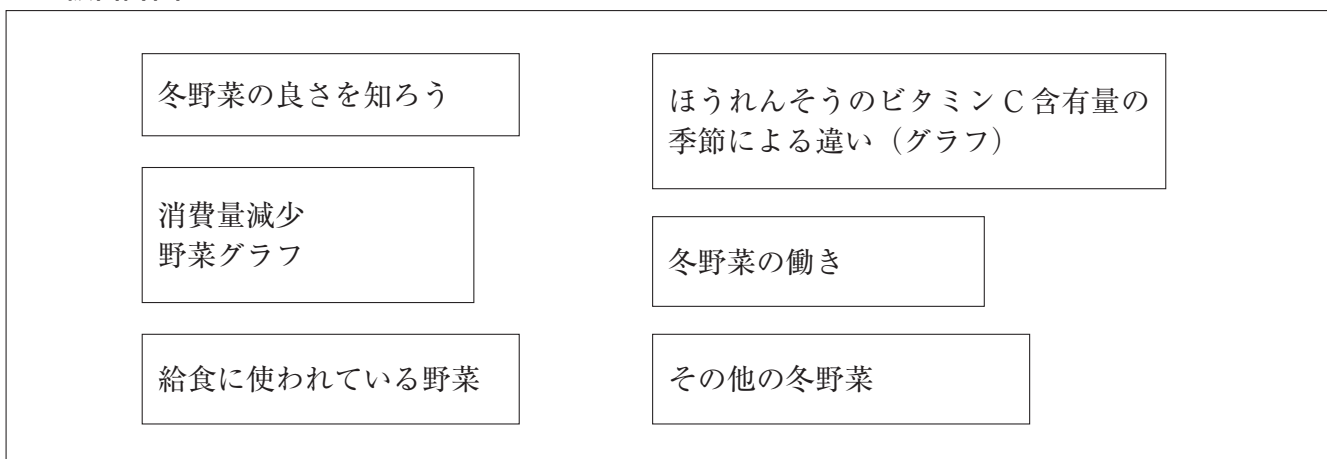 冬野菜の良さを知ろう
消費量減少
野菜グラフ
給食に使われている野菜
ほうれんそうのビタミンC含有量の
季節による違い（グラフ）
冬野菜の働き
その他の冬野菜